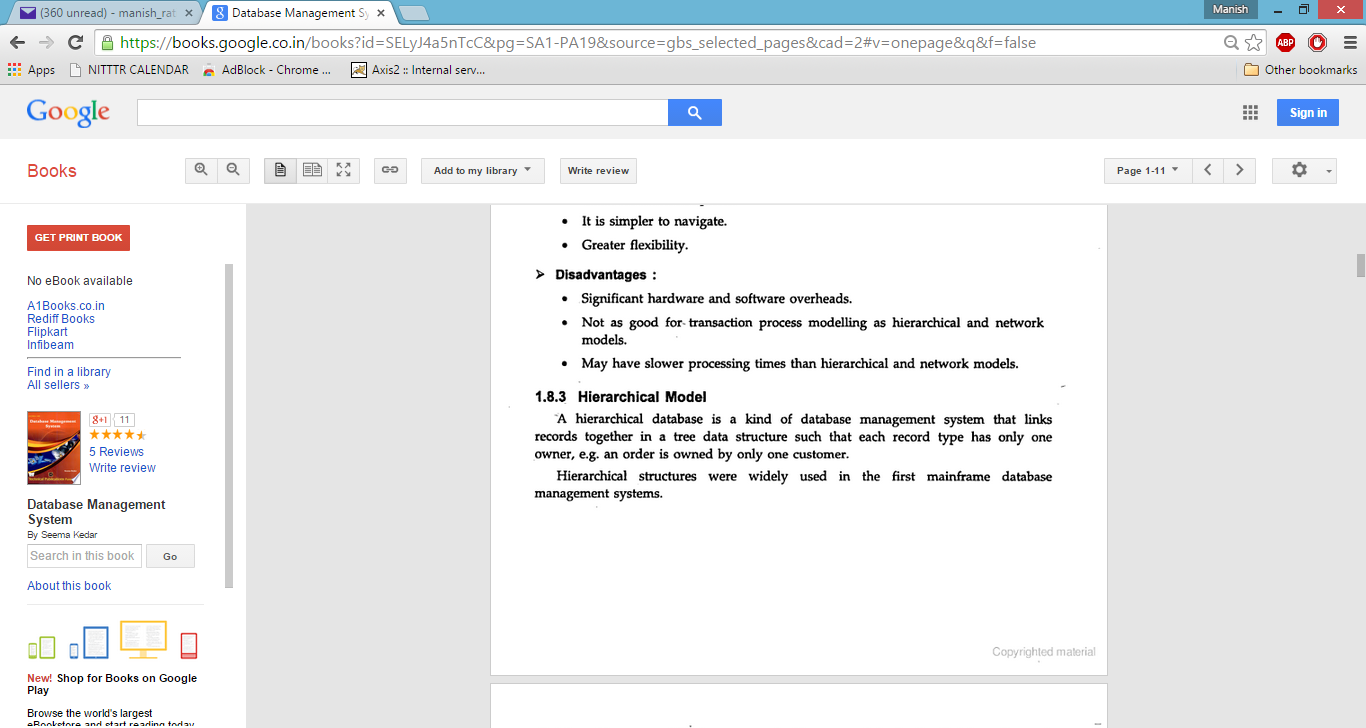 (360 unread) - manish_rat
Database Management Sy
Manish
https://books.google.co.in/books?id=SELyJ4a5nTcC&pg=SA1-PA19&source=gbs_selected_pages&cad=2#v=onepage&q&f=false
ABP
Apps
NITTTR CALENDAR
AdBlock - Chrome ...
Axis2 :: Internal serv...
Other bookmarks
Google
Sign in
Books
Add to my library
Write review
Page 1-11
GET PRINT BOOK
No eBook available
A1Books.co.in
Rediff Books
Flipkart
Infibeam
Find in a library
All sellers »
Database Management
System
g+1
11
5 Reviews
Write review
Database Management
System
By Seema Kedar
Search in this book
Go
About this book
New! Shop for Books on Google
Play
Browse the world's largest
eBookstore and start reading today
• It is simpler to navigate.
• Greater flexibility.
➢ Disadvantages :
• Significant hardware and software overheads.
• Not as good for transaction process modelling as hierarchical and network
models.
• May have slower processing times than hierarchical and network models.
1.8.3 Hierarchical Model
A hierarchical database is a kind of database management system that links
records together in a tree data structure such that each record type has only one
owner, e.g. an order is owned by only one customer.
Hierarchical structures were widely used in the first mainframe database
management systems.
Copyrighted material